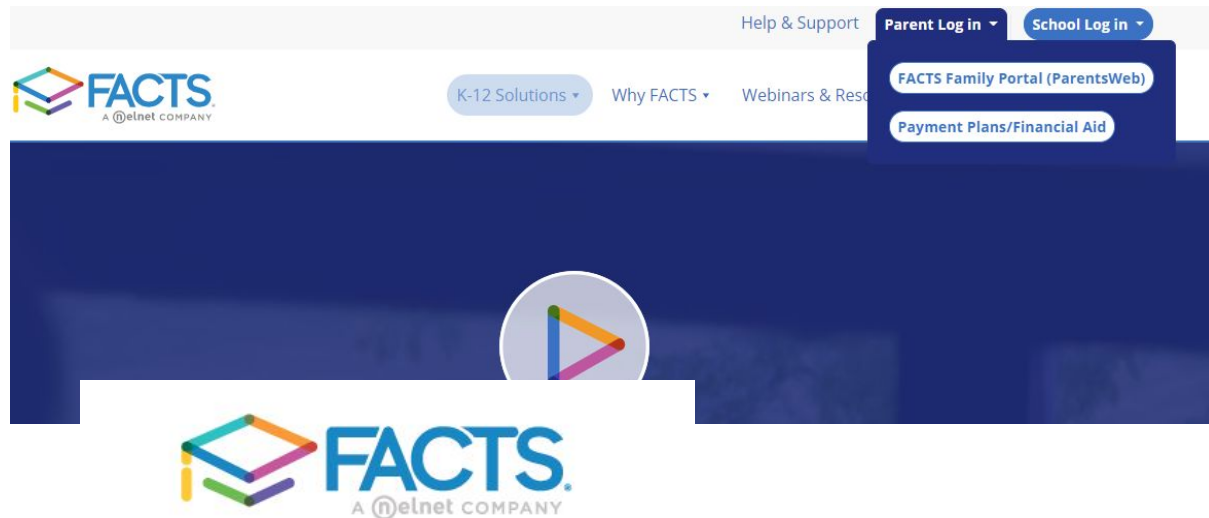 Help & Support Parent Log in School Log in
FACTS Family Portal (ParentsWeb)
FACTS.
A nelnet COMPANY
K-12 Solutions Why FACTS Webinars &
Payment Plans/Financial Aid
FACTS.
A nelnet COMPANY